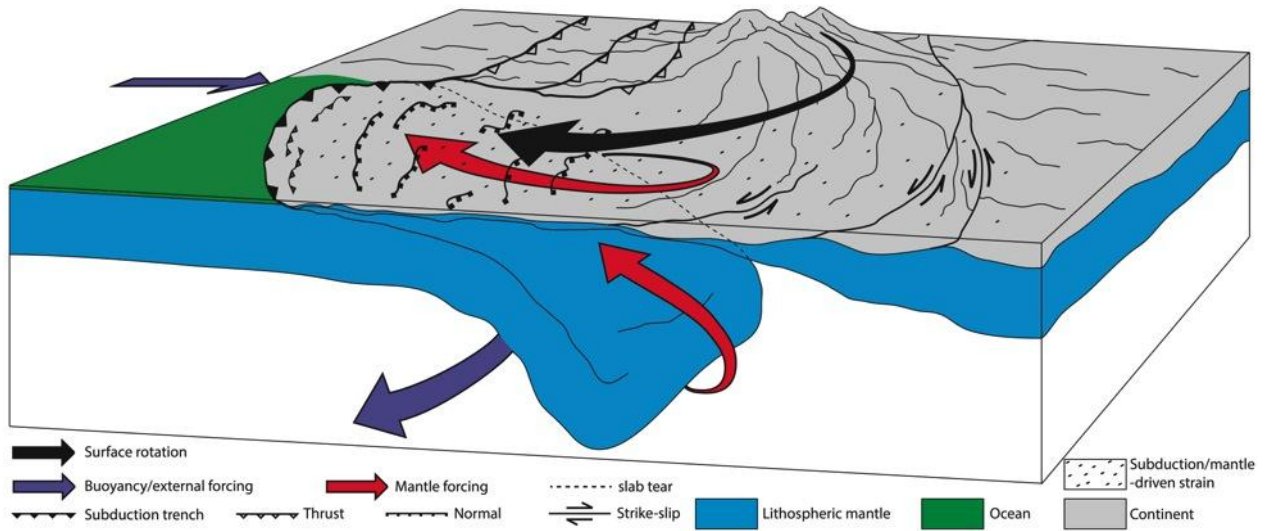 Surface rotation
Buoyancy/external forcing
Mantle forcing
slab tear
Subduction/mantle
-driven strain
Subduction trench
Thrust
Normal
Strike-slip
Lithospheric mantle
Ocean
Continent